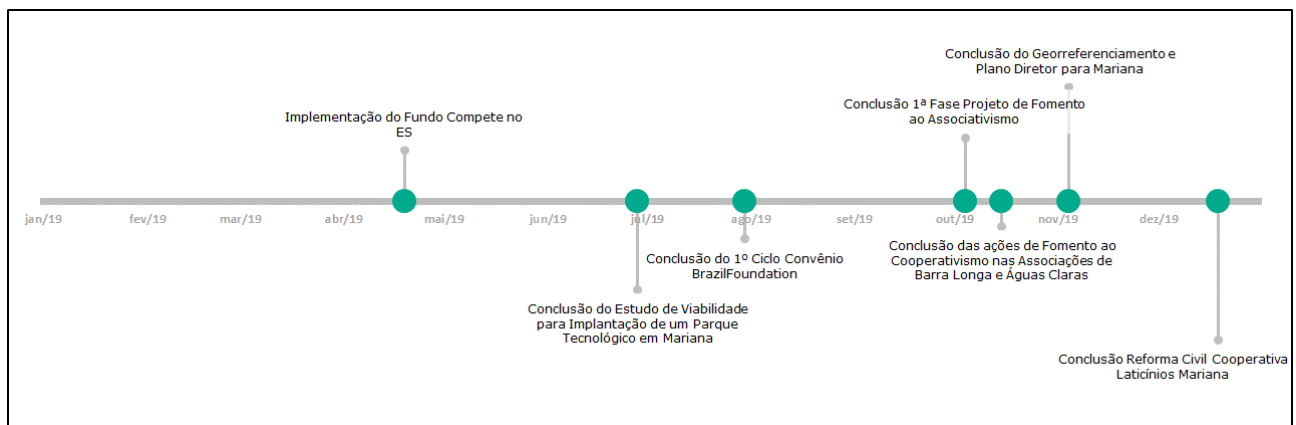 Conclusão do Georreferenciamento e
Plano Diretor para Mariana
Conclusão 1ª Fase Projeto de Fomento
ao Associativismo
Implementação do Fundo Compete no
ES
jan/19 fev/19 mar/19 abr/19 mai/19 jun/19 jul/19 ago/19 set/19 out/19 nov/19 dez/19
Conclusão das ações de Fomento ao
Cooperativismo nas Associações de
Barra Longa e Águas Claras
Conclusão do 1º Ciclo Convênio
BrazilFoundation
Conclusão do Estudo de Viabilidade
para Implantação de um Parque
Tecnológico em Mariana
Conclusão Reforma Civil Cooperativa
Laticínios Mariana